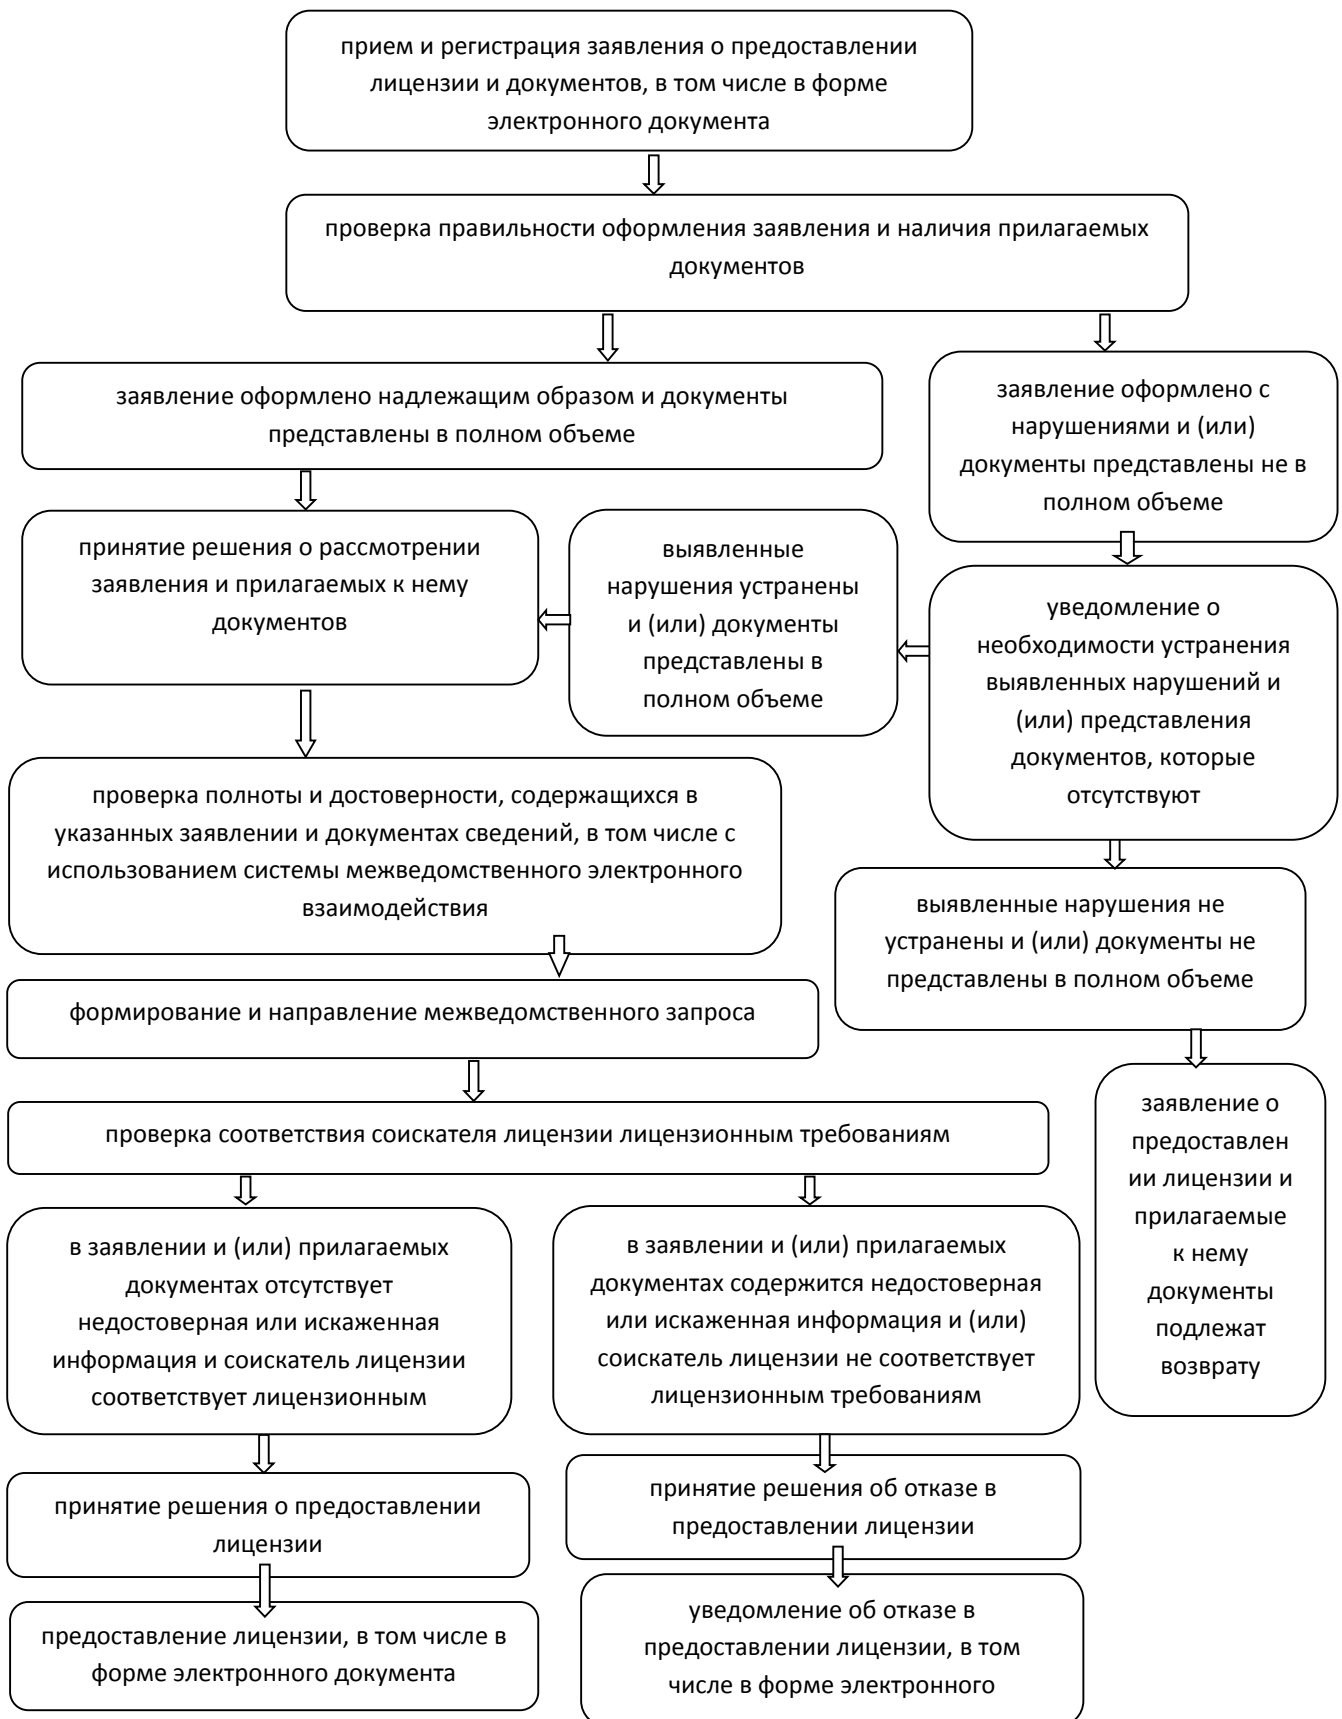 прием и регистрация заявления о предоставлении
лицензии и документов, в том числе в форме
электронного документа
проверка правильности оформления заявления и наличия прилагаемых
документов
заявление оформлено надлежащим образом и документы
представлены в полном объеме
заявление оформлено с
нарушениями и (или)
документы представлены не в
полном объеме
принятие решения о рассмотрении
заявления и прилагаемых к нему
документов
выявленные
нарушения устранены
и (или) документы
представлены в
полном объеме
уведомление о
необходимости устранения
выявленных нарушений и
(или) представления
документов, которые
отсутствуют
проверка полноты и достоверности, содержащихся в
указанных заявлении и документах сведений, в том числе с
использованием системы межведомственного электронного
взаимодействия
выявленные нарушения не
устранены и (или) документы не
представлены в полном объеме
формирование и направление межведомственного запроса
заявление о
предоставлен
ии лицензии и
прилагаемые
к нему
документы
подлежат
возврату
проверка соответствия соискателя лицензии лицензионным требованиям
в заявлении и (или) прилагаемых
документах отсутствует
недостоверная или искаженная
информация и соискатель лицензии
соответствует лицензионным
в заявлении и (или) прилагаемых
документах содержится недостоверная
или искаженная информация и (или)
соискатель лицензии не соответствует
лицензионным требованиям
принятие решения о предоставлении
лицензии
принятие решения об отказе в
предоставлении лицензии
предоставление лицензии, в том числе в
форме электронного документа
уведомление об отказе в
предоставлении лицензии, в том
числе в форме электронного